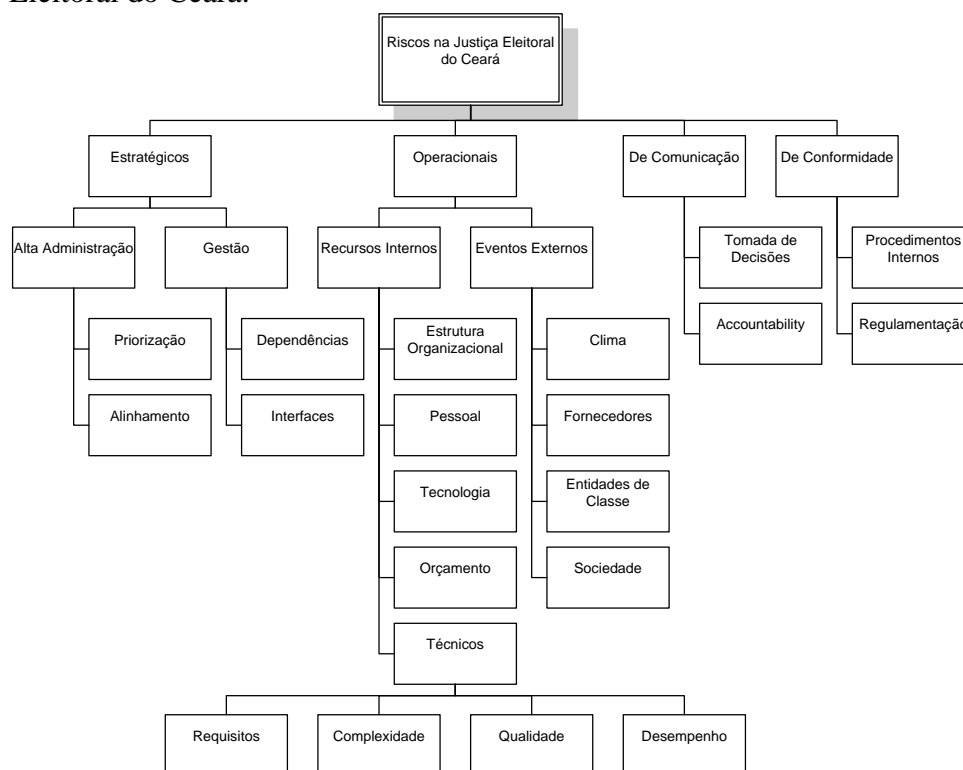 Eleitoral do Ceará.
Riscos na Justiça Eleitoral
do Ceará
Estratégicos
Operacionais
De Comunicação
De Conformidade
Alta Administração
Gestão
Recursos Internos
Eventos Externos
Tomada de
Decisões
Procedimentos
Internos
Priorização
Dependências
Estrutura
Organizacional
Clima
Accountability
Regulamentação
Alinhamento
Interfaces
Pessoal
Fornecedores
Tecnologia
Entidades de
Classe
Orçamento
Sociedade
Técnicos
Requisitos
Complexidade
Qualidade
Desempenho